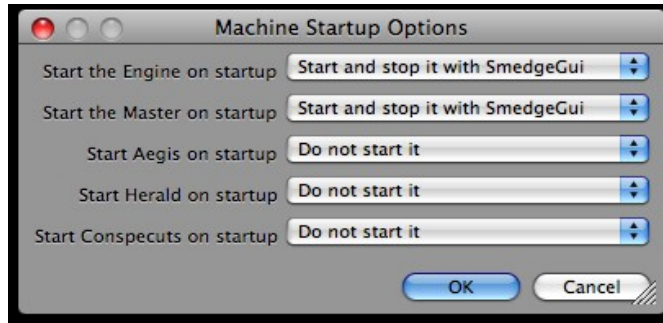 Machine Startup Options
Start the Engine on startup Start and stop it with SmedgeGui
Start the Master on startup Start and stop it with SmedgeGui
Start Aegis on startup Do not start it
Start Herald on startup Do not start it
Start Conspecuts on startup Do not start it
OK Cancel